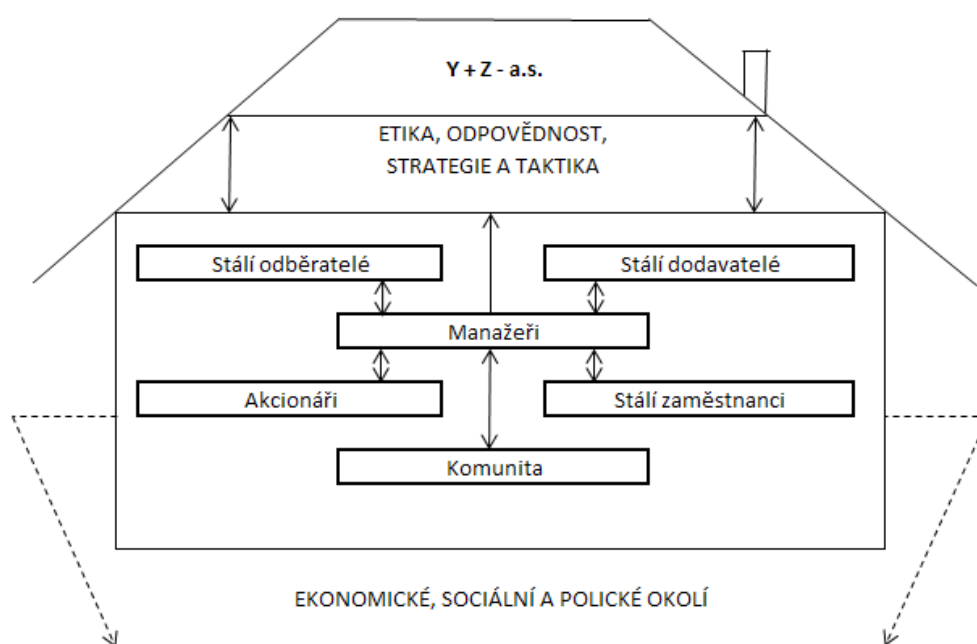 Y + Z - a.s.
ETIKA, ODPOVĚDNOST,
STRATEGIE A TAKTIKA
Stálí odběratelé
Stálí dodavatelé
Manažeři
Akcionáři
Stálí zaměstnanci
Komunita
EKONOMICKÉ, SOCIÁLNÍ A POLICKÉ OKOLÍ